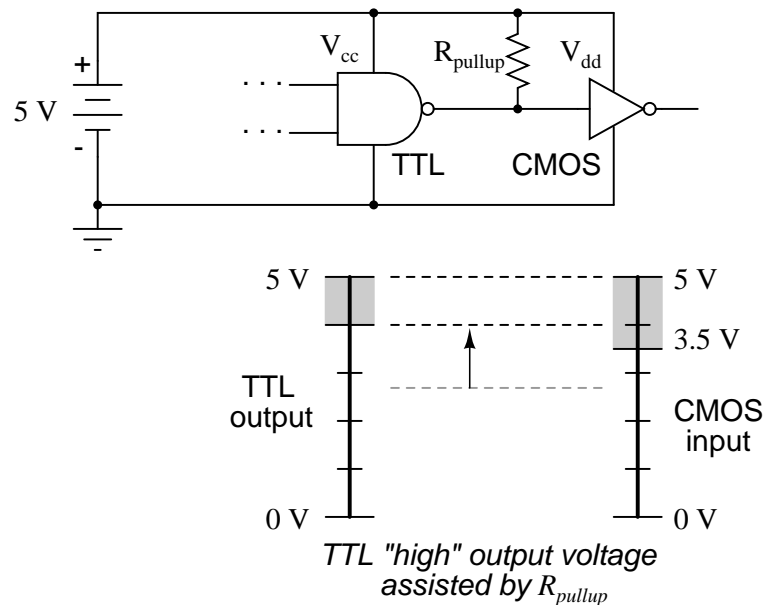 V_cc
R_pullup
V_dd
+
5 V
-
. . .
. . .
TTL
CMOS
5 V
5 V
3.5 V
TTL
output
CMOS
input
0 V
0 V
TTL "high" output voltage
assisted by R_pullup